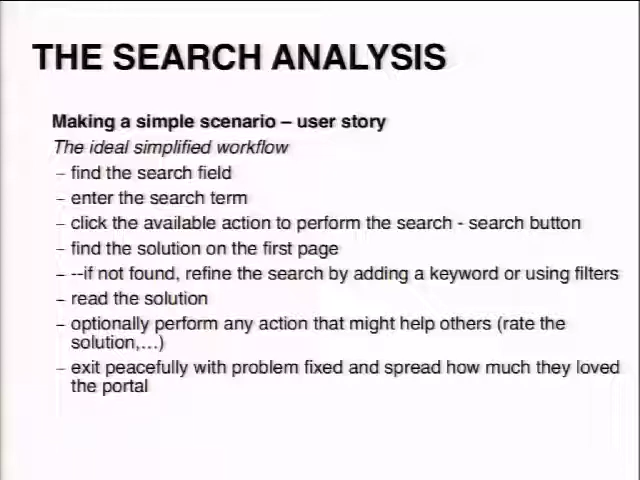 THE SEARCH ANALYSIS
Making a simple scenario – user story
The ideal simplified workflow
– find the search field
– enter the search term
– click the available action to perform the search - search button
– find the solution on the first page
– --if not found, refine the search by adding a keyword or using filters
– read the solution
– optionally perform any action that might help others (rate the
solution,...)
– exit peacefully with problem fixed and spread how much they loved
the portal